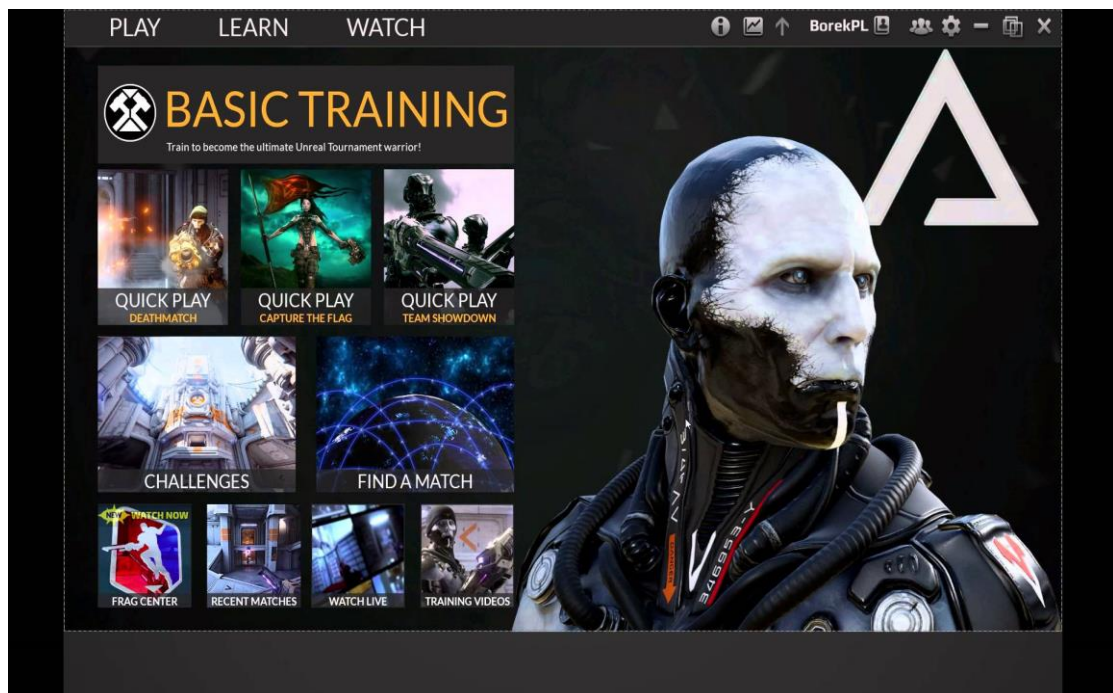 PLAY LEARN WATCH BorekPL
BASIC TRAINING
Train to become the ultimate Unreal Tournament warrior!
QUICK PLAY
DEATHMATCH
QUICK PLAY
CAPTURE THE FLAG
QUICK PLAY
TEAM SHOWDOWN
CHALLENGES
FIND A MATCH
NEW WATCH NOW
FRAG CENTER
RECENT MATCHES
WATCH LIVE
TRAINING VIDEOS